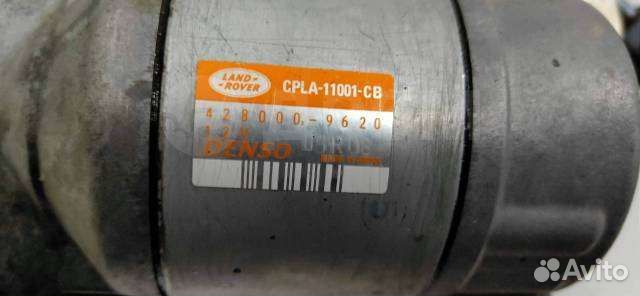 LAND-
ROVER
CPLA-11001-CB
428000-9620
DENSO
Avito